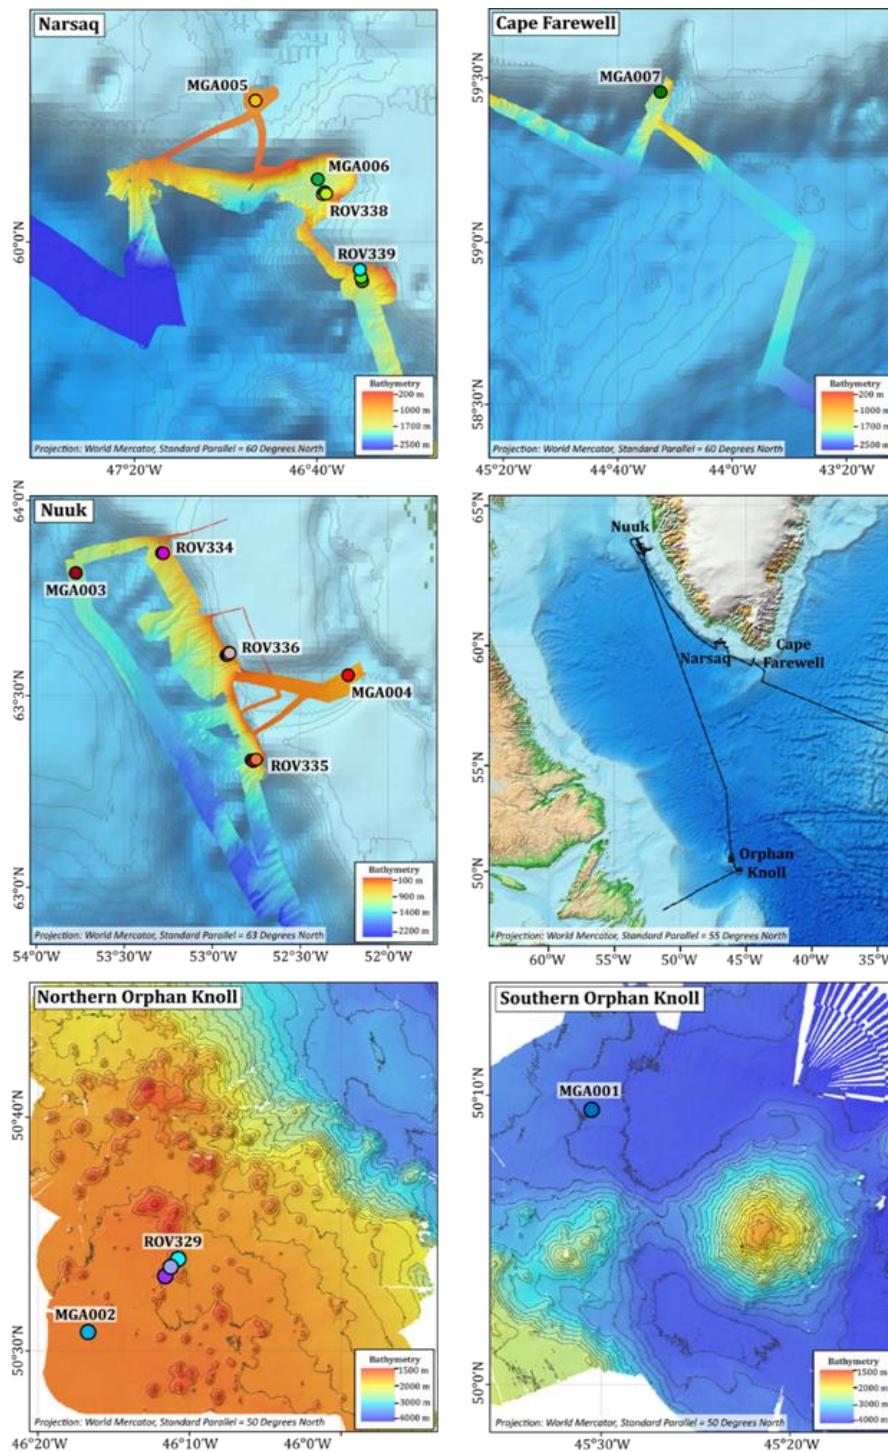 Narsaq
MGA005
MGA006
ROV338
ROV339
60°0'N
Bathymetry
200 m
1000 m
1700 m
2500 m
Projection: World Mercator, Standard Parallel = 60 Degrees North
47°20'W
46°40'W
Cape Farewell
MGA007
59°30'N
59°0'N
58°30'N
Bathymetry
200 m
1000 m
1700 m
2500 m
Projection: World Mercator, Standard Parallel = 60 Degrees North
45°20'W
44°40'W
44°0'W
43°20'W
Nuuk
ROV334
MGA003
ROV336
MGA004
ROV335
64°0'N
63°30'N
63°0'N
Bathymetry
100 m
900 m
1400 m
2200 m
Projection: World Mercator, Standard Parallel = 63 Degrees North
54°0'W
53°30'W
52°30'W
52°0'W
65°N
Nuuk
60°N
Narsaq
Cape
Farewell
55°N
Orphan
Knoll
50°N
Projection: World Mercator, Standard Parallel = 55 Degrees North
60°W
55°W
50°W
45°W
40°W
35°W
Northern Orphan Knoll
50°40'N
ROV329
MGA002
50°30'N
Bathymetry
1500 m
2000 m
3000 m
4000 m
Projection: World Mercator, Standard Parallel = 50 Degrees North
46°20'W
46°10'W
46°0'W
Southern Orphan Knoll
50°10'N
MGA001
50°0'N
Bathymetry
1500 m
2000 m
3000 m
4000 m
Projection: World Mercator, Standard Parallel = 50 Degrees North
45°30'W
45°20'W